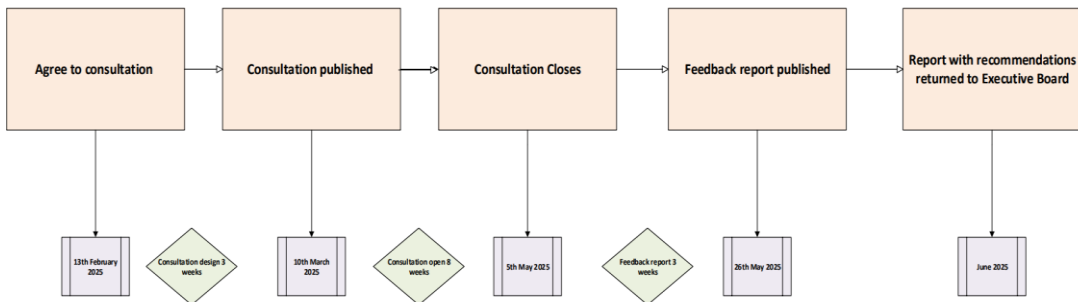 Agree to consultation
Consultation published
Consultation Closes
Feedback report published
Report with recommendations
returned to Executive Board
13th February
2025
Consultation design 3
weeks
10th March
2025
Consultation open 8
weeks
5th May 2025
Feedback report 3
weeks
26th May 2025
June 2025